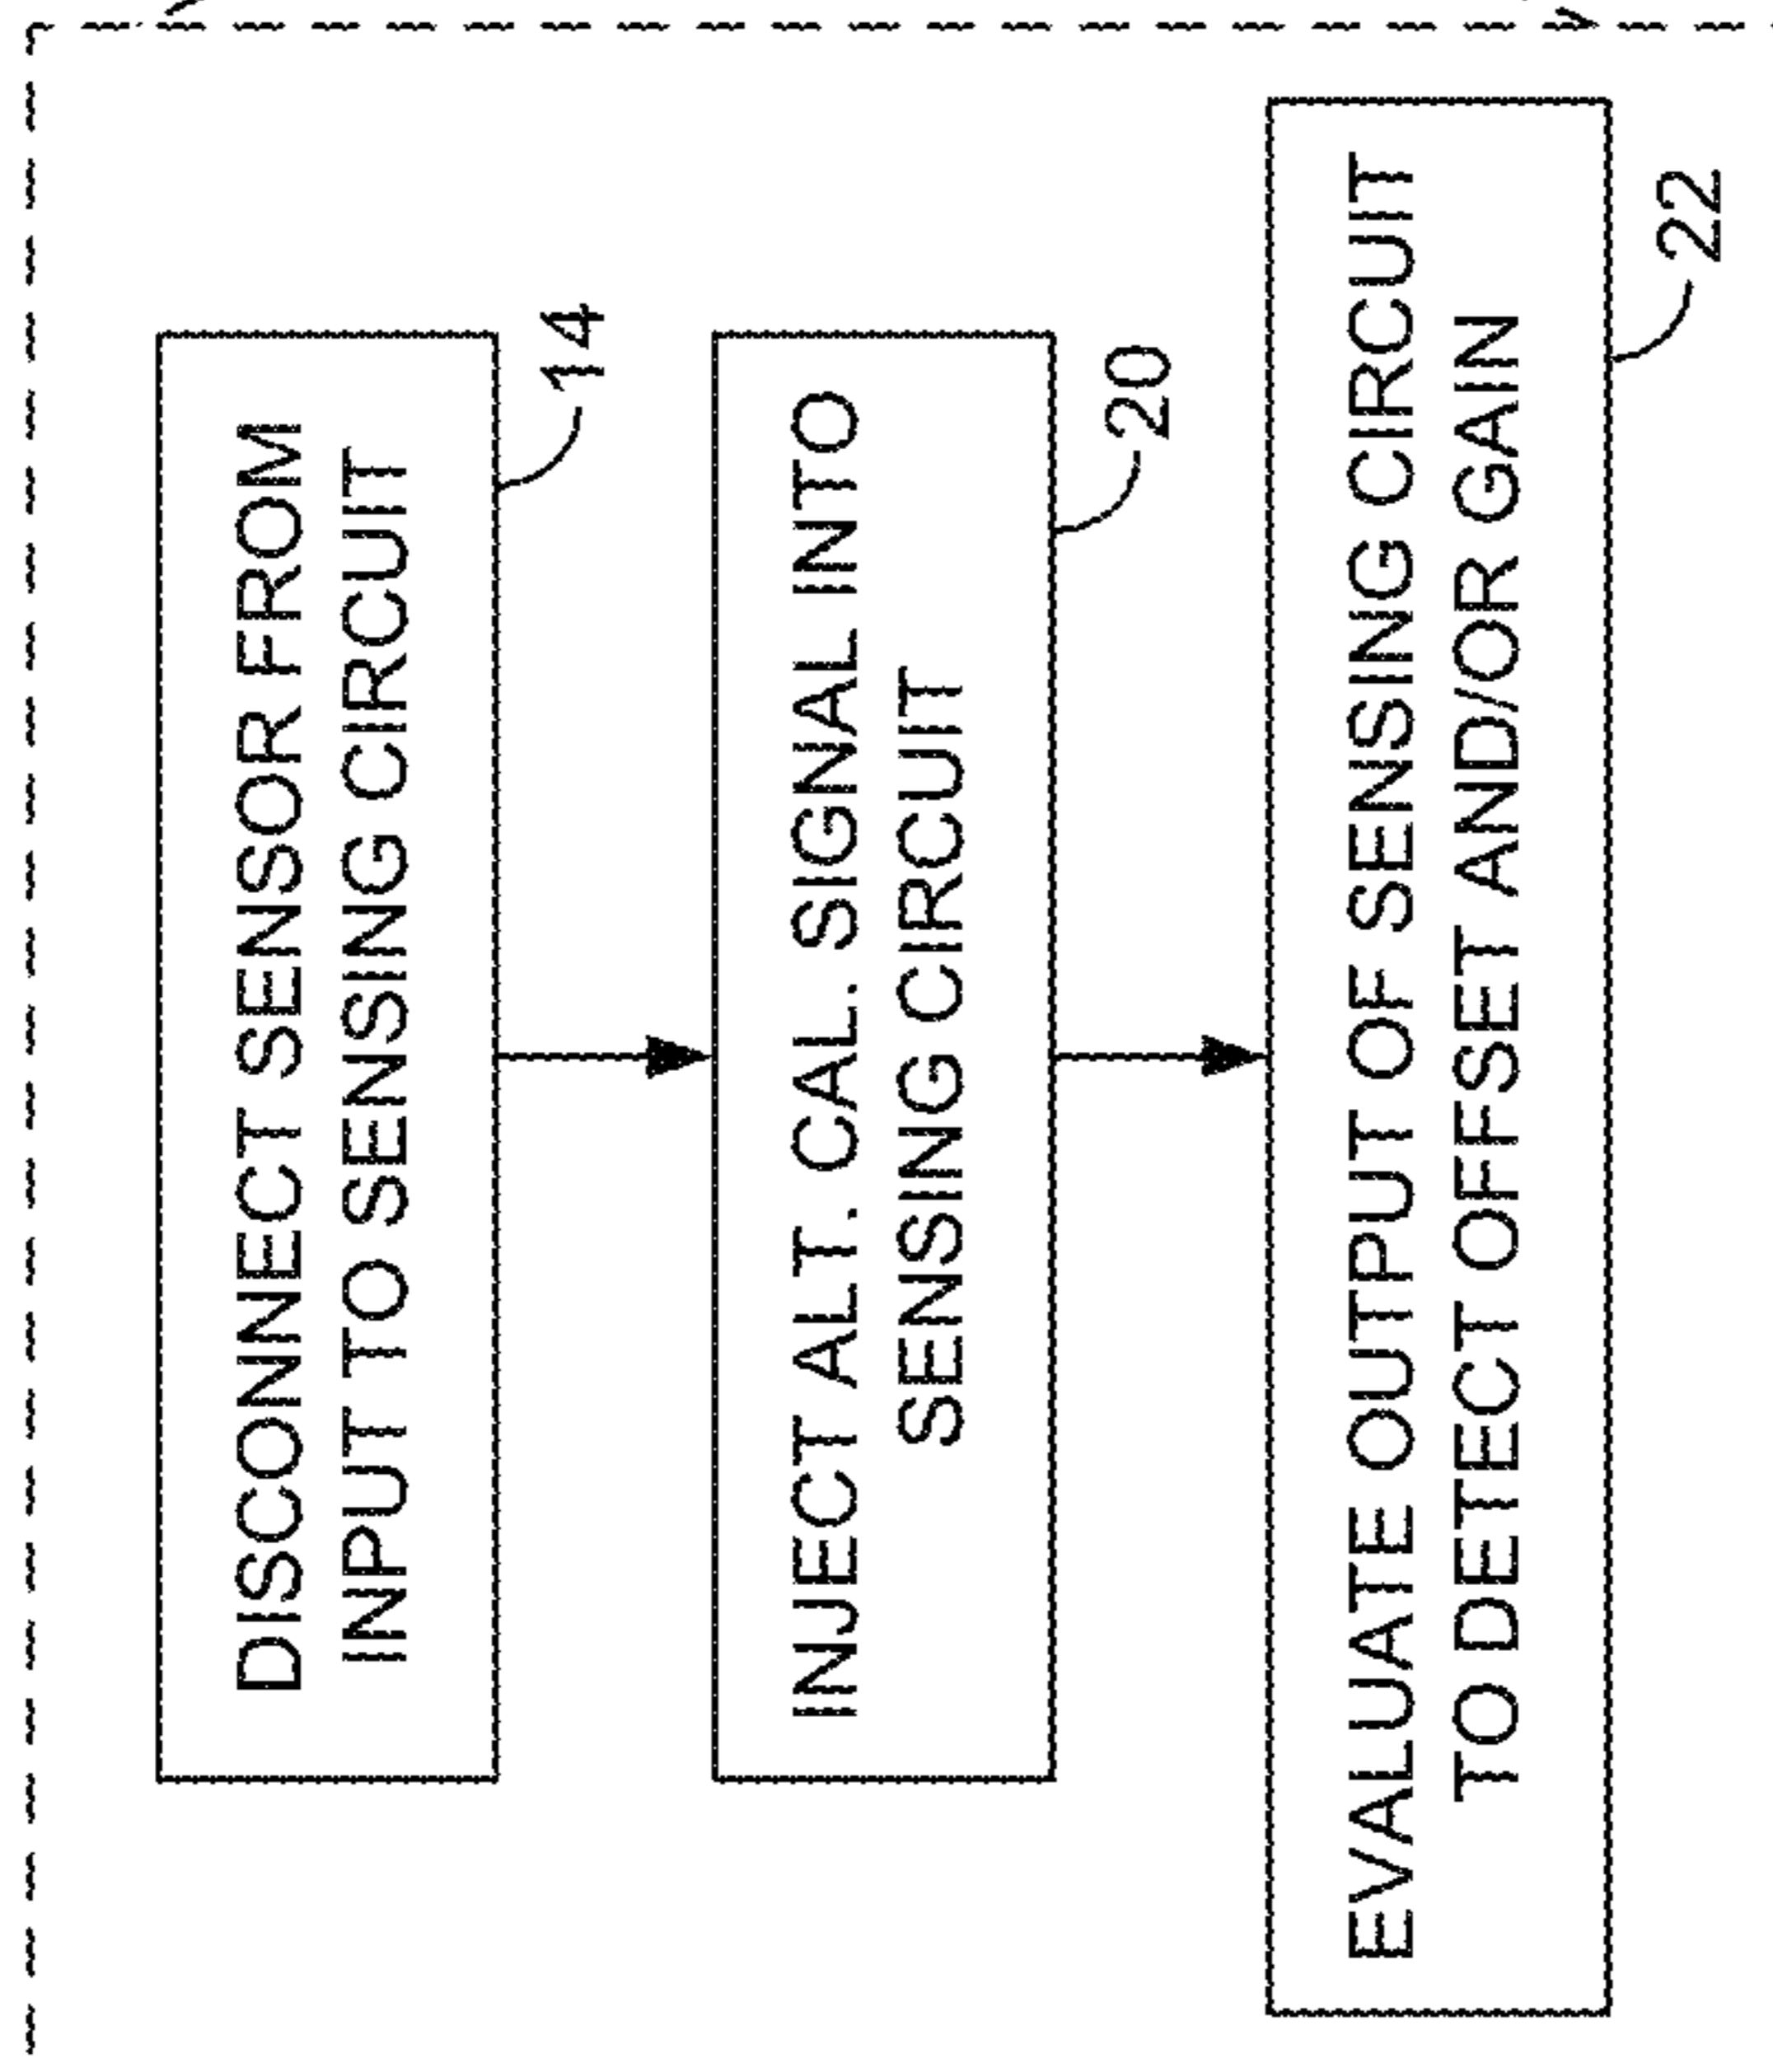 DISCONNECT SENSOR FROM
INPUT TO SENSING CIRCUIT
14
INJECT ALT. CAL. SIGNAL INTO
SENSING CIRCUIT
20
EVALUATE OUTPUT OF SENSING CIRCUIT
TO DETECT OFFSET AND/OR GAIN
22